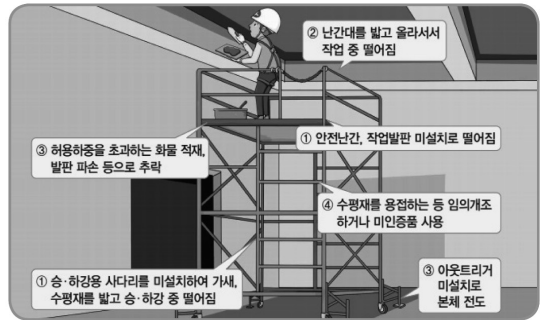 ② 난간대를 밟고 올라서서
작업 중 떨어짐
① 안전난간, 작업발판 미설치로 떨어짐
③ 허용하중을 초과하는 화물 적재,
발판 파손 등으로 추락
④ 수평재를 용접하는 등 임의개조
하거나 미인증품 사용
① 승·하강용 사다리를 미설치하여 가새,
수평재를 밟고 승·하강 중 떨어짐
③ 아웃트리거
미설치로
본체 전도